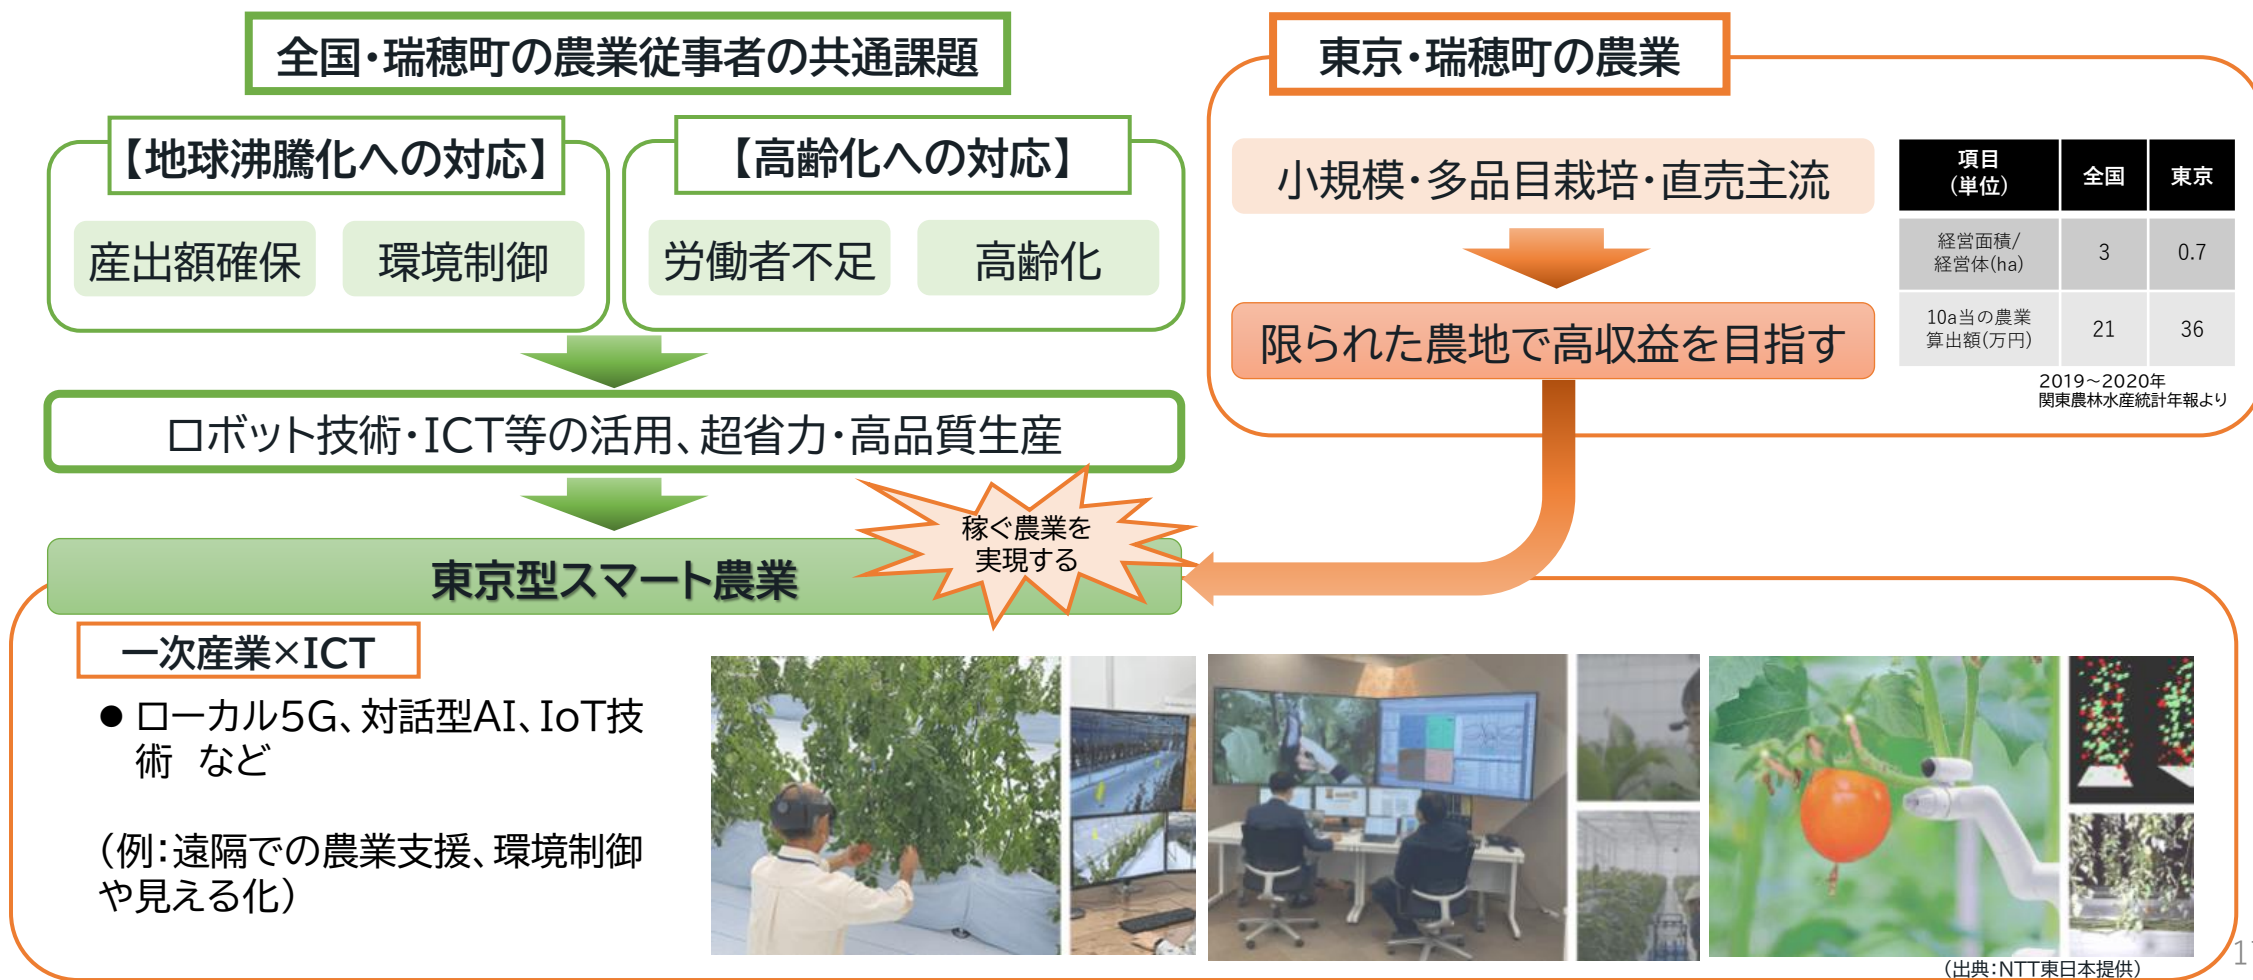 全国・瑞穂町の農業従事者の共通課題
【地球沸騰化への対応】
産出額確保
環境制御
【高齢化への対応】
労働者不足
高齢化
ロボット技術・ICT等の活用、超省力・高品質生産
東京・瑞穂町の農業
小規模・多品目栽培・直売主流
限られた農地で高収益を目指す
項目
(単位)
全国
東京
経営面積/
経営体(ha)
3
0.7
10a当の農業
算出額(万円)
21
36
2019～2020年
関東農林水産統計年報より
東京型スマート農業
稼ぐ農業を
実現する
一次産業×ICT
● ローカル5G、対話型AI、IoT技
術　など
(例：遠隔での農業支援、環境制御
や見える化)
(出典：NTT東日本提供)